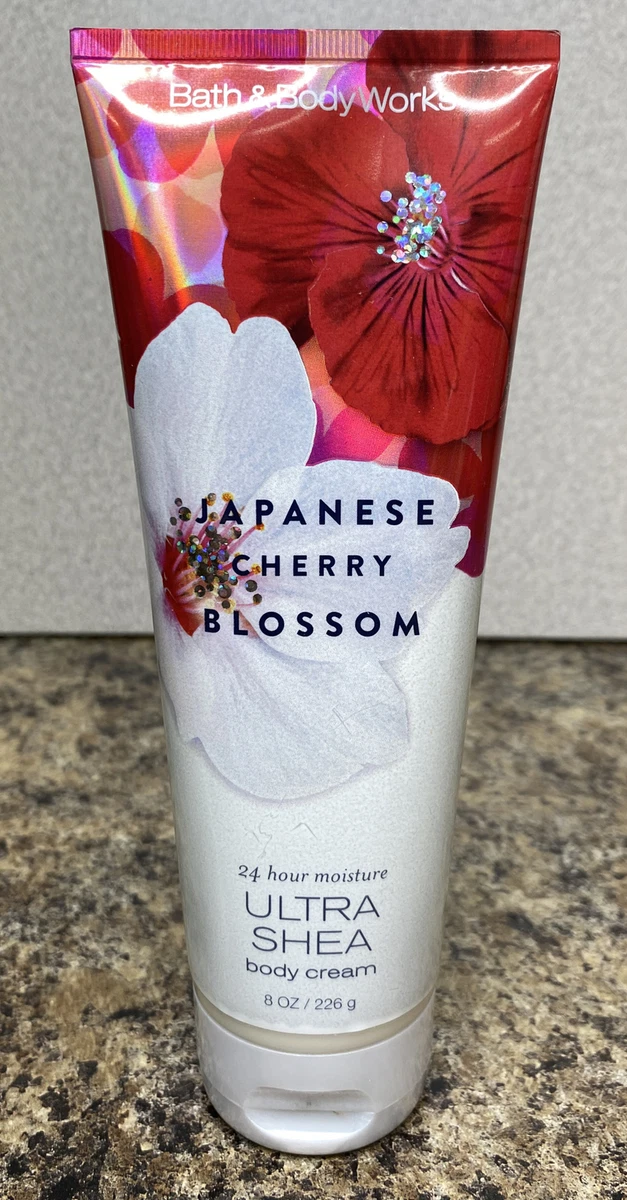 Bath & Body Works
JAPANESE
CHERRY
BLOSSOM
24 hour moisture
ULTRA
SHEA
body cream
8 OZ / 226 g